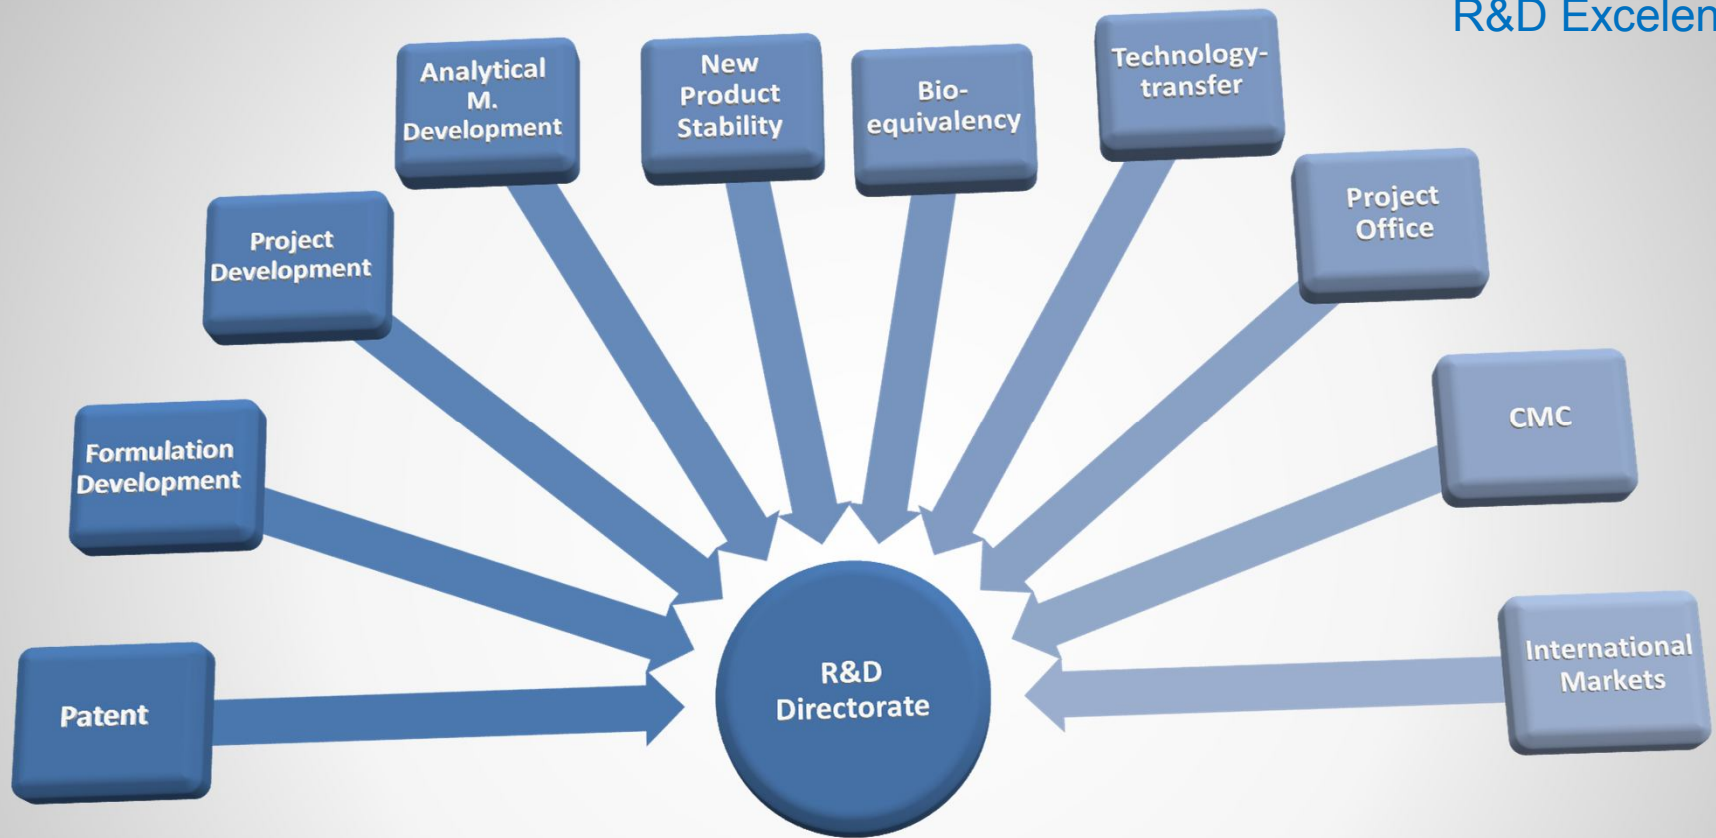 R&D Excelen
Analytical
M.
Development
New
Product
Stability
Bio-
equivalency
Technology-
transfer
Project
Office
Project
Development
CMC
Formulation
Development
International
Markets
Patent
R&D
Directorate